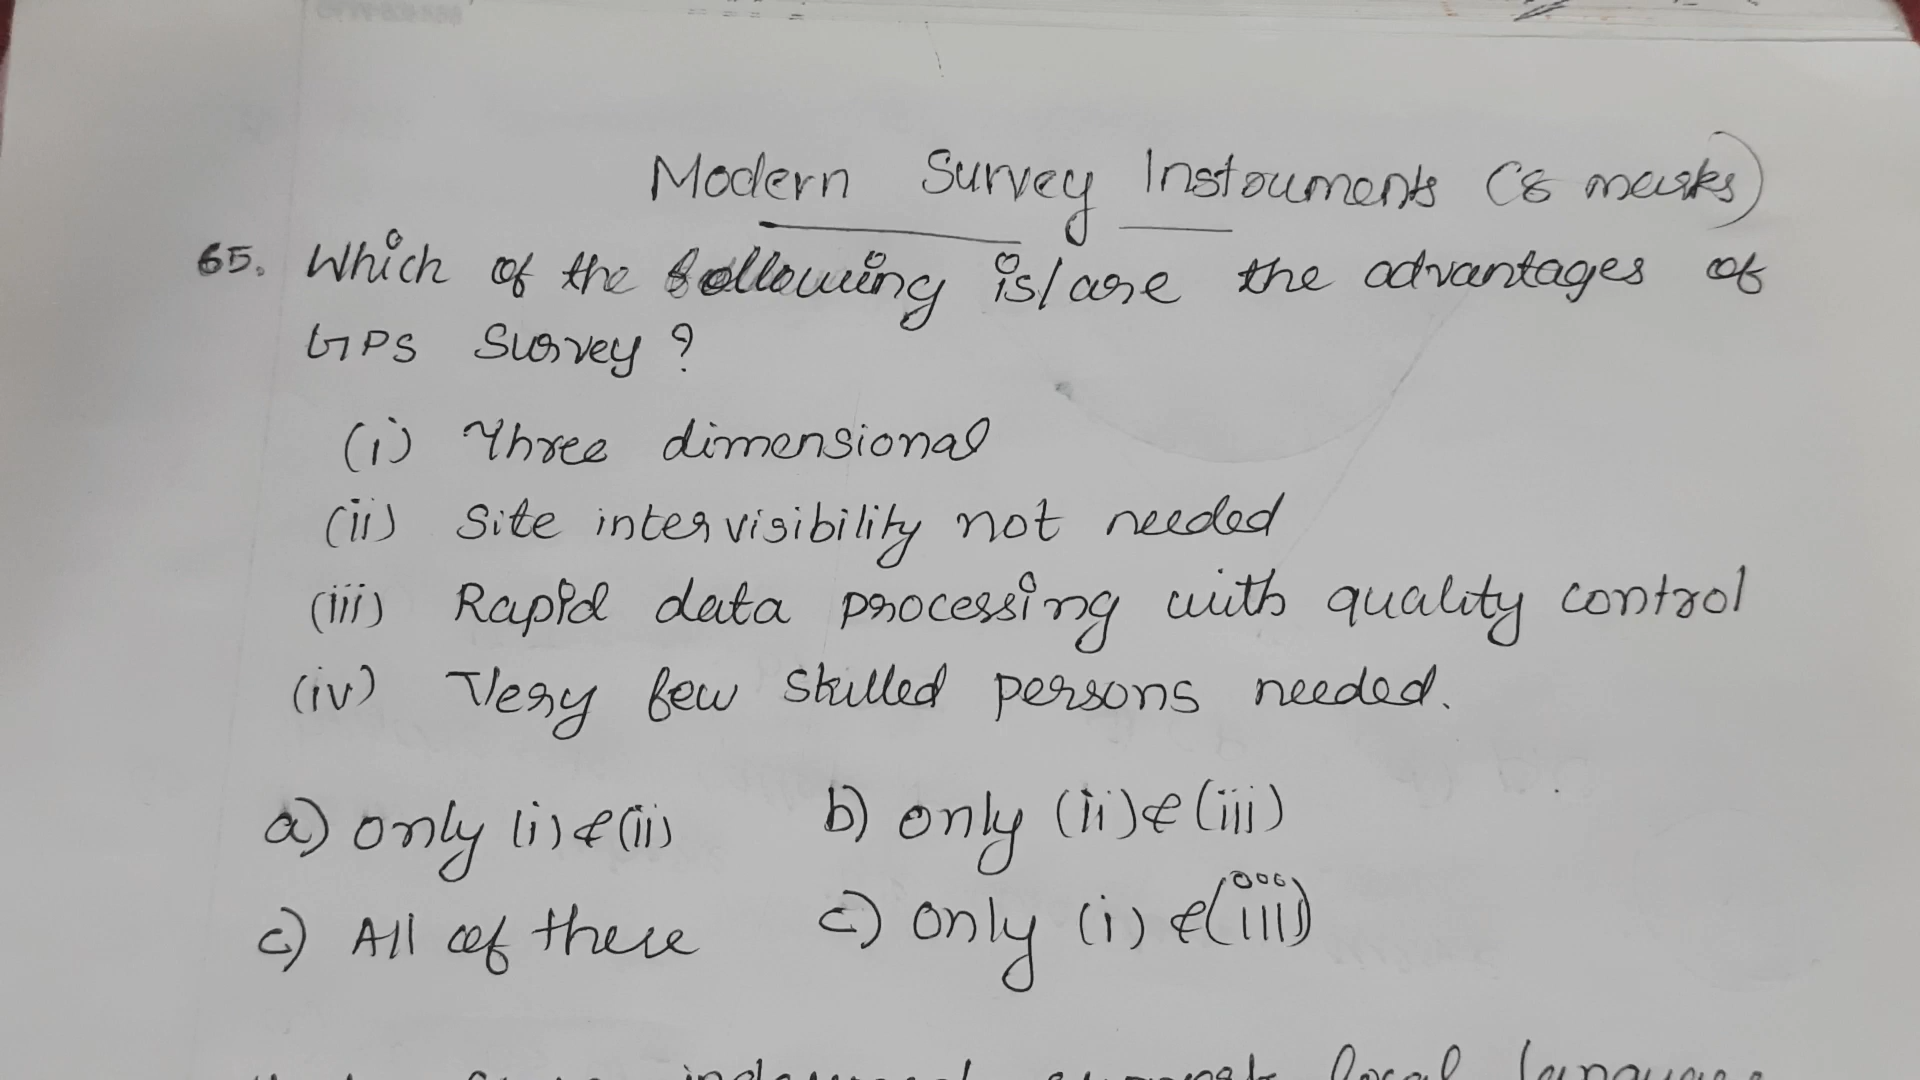 Modern Survey Instruments (8 marks)
65. Which of the following is/are the advantages of
GPS Survey?
(i) Three dimensional
(ii) Site intervisibility not needed
(iii) Rapid data processing with quality control
(iv) Very few skilled persons needed.
a) only (i) & (ii) b) only (ii) & (iii)
c) All of these c) only (i) & (iii)
local language